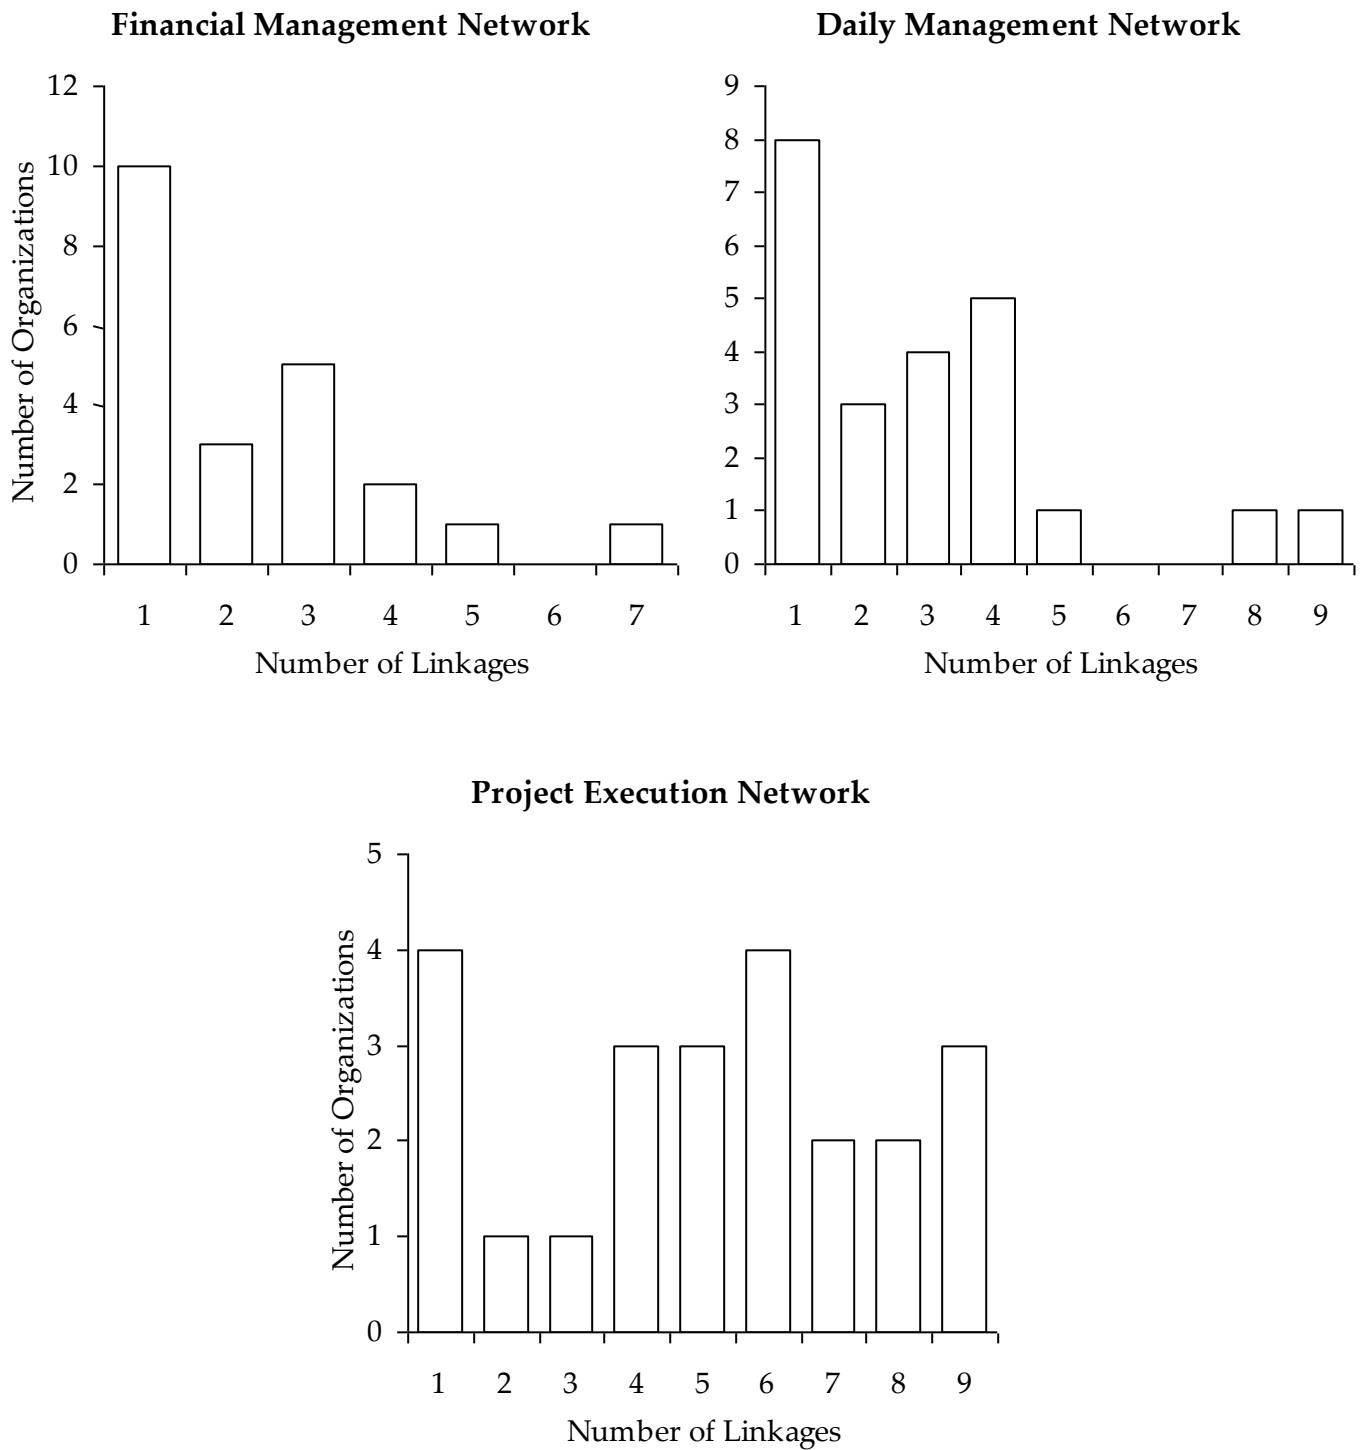 Financial Management Network
12
10
8
6
4
2
0
Number of Organizations
1 2 3 4 5 6 7
Number of Linkages
Daily Management Network
9
8
7
6
5
4
3
2
1
0
1 2 3 4 5 6 7 8 9
Number of Linkages
Project Execution Network
5
4
3
2
1
0
Number of Organizations
1 2 3 4 5 6 7 8 9
Number of Linkages